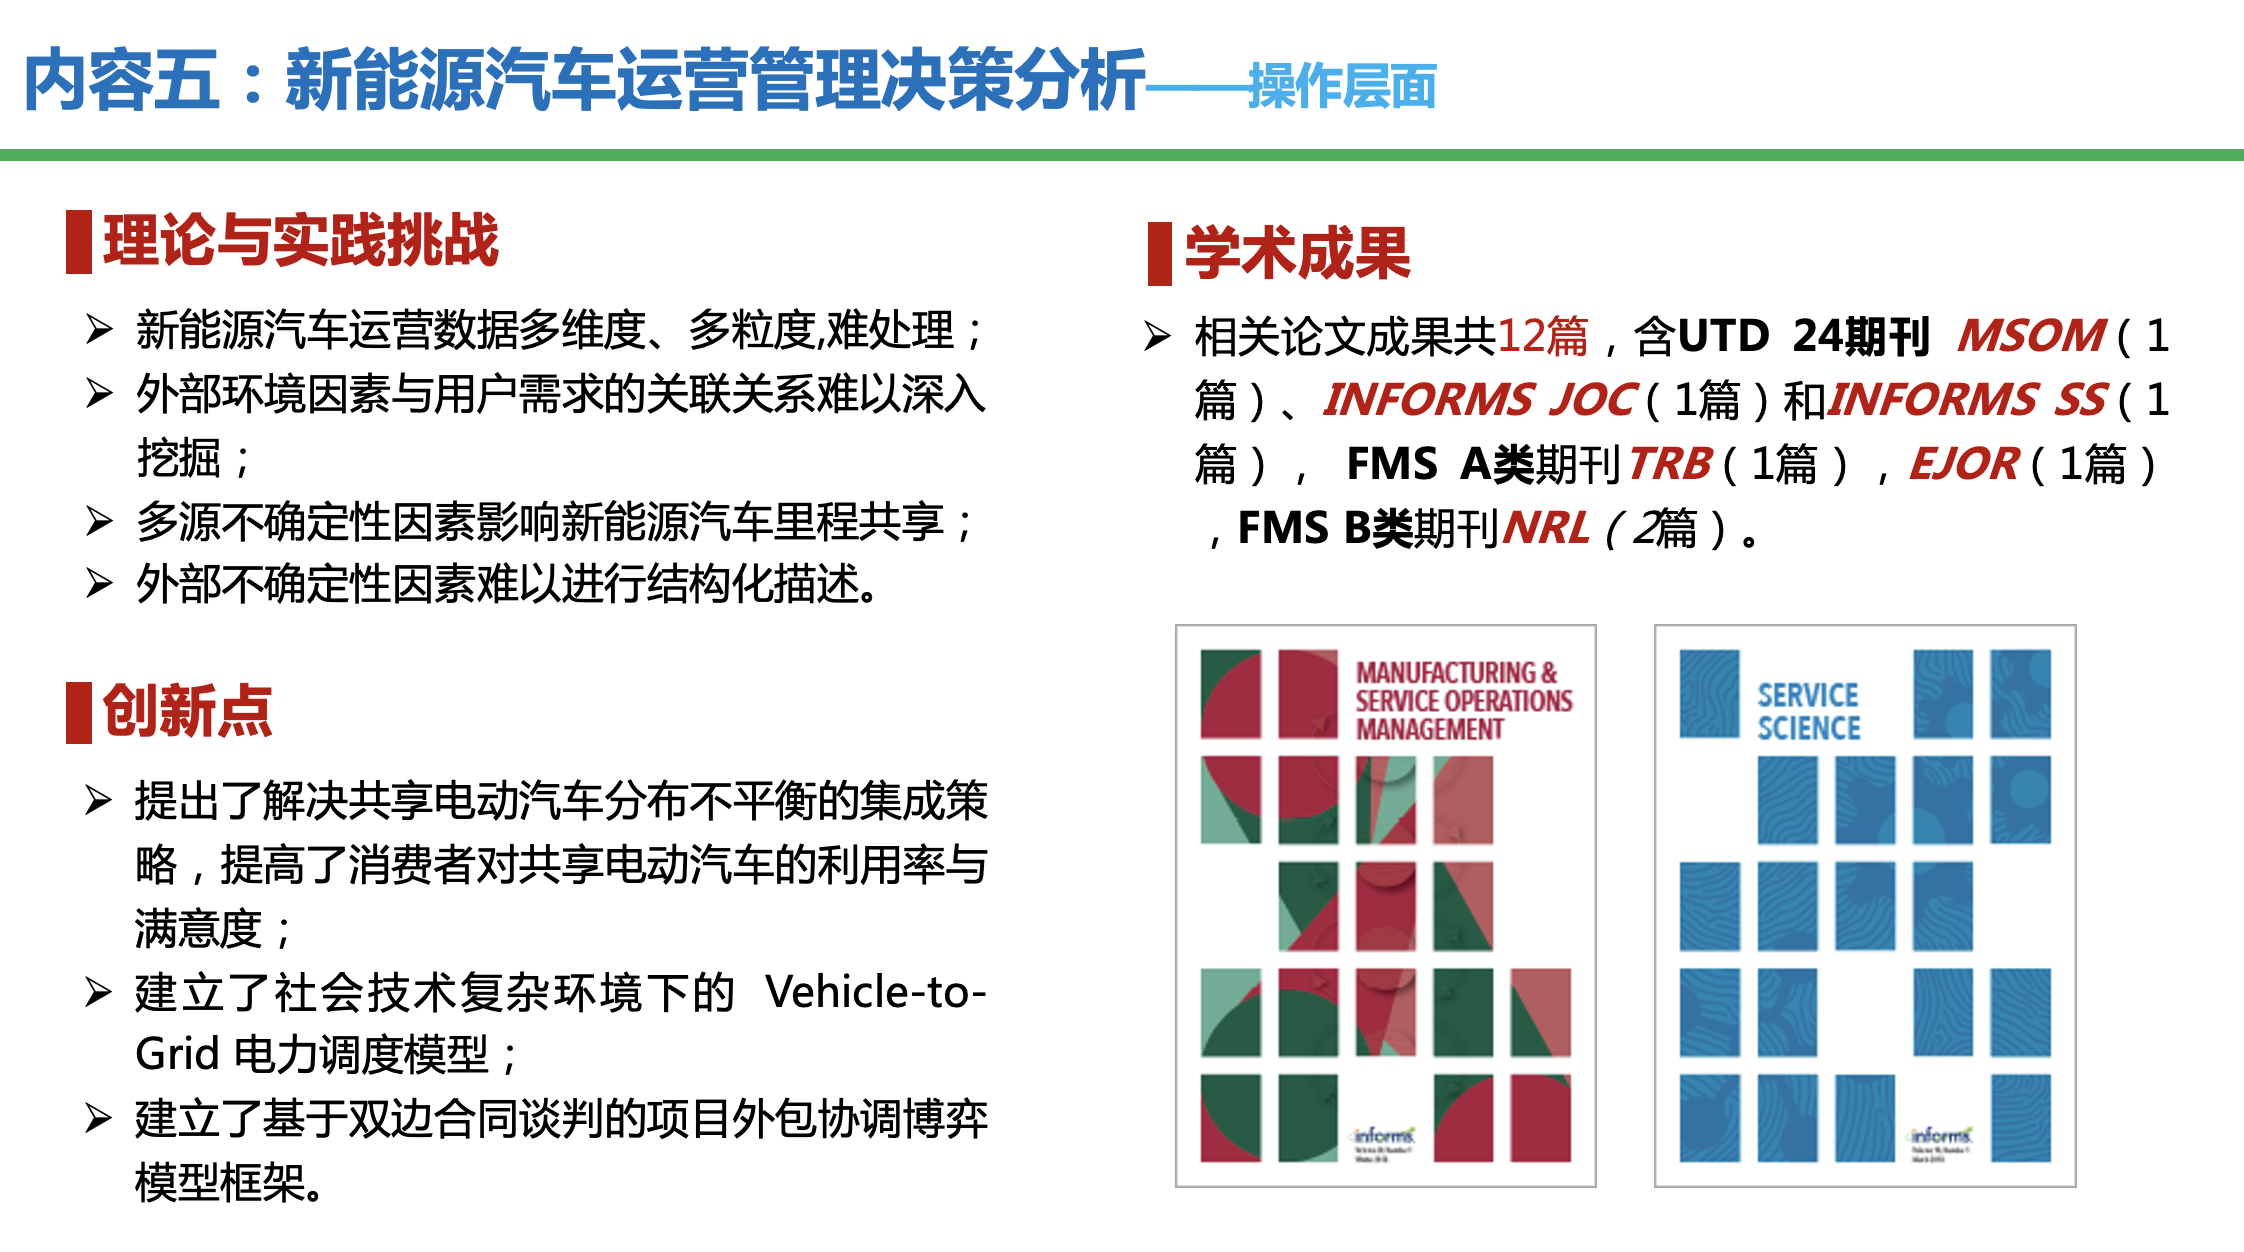 内容五：新能源汽车运营管理决策分析——操作层面
理论与实践挑战
➢ 新能源汽车运营数据多维度、多粒度,难处理；
➢ 外部环境因素与用户需求的关联关系难以深入
挖掘；
➢ 多源不确定性因素影响新能源汽车里程共享；
➢ 外部不确定性因素难以进行结构化描述。
创新点
➢ 提出了解决共享电动汽车分布不平衡的集成策
略，提高了消费者对共享电动汽车的利用率与
满意度；
➢ 建立了社会技术复杂环境下的 Vehicle-to-
Grid 电力调度模型；
➢ 建立了基于双边合同谈判的项目外包协调博弈
模型框架。
学术成果
➢ 相关论文成果共12篇，含UTD 24期刊 MSOM（1
篇）、INFORMS JOC（1篇）和INFORMS SS（1
篇）， FMS A类期刊TRB（1篇），EJOR（1篇）
，FMS B类期刊NRL（2篇）。
MANUFACTURING &
SERVICE OPERATIONS
MANAGEMENT
informs
SERVICE
SCIENCE
informs